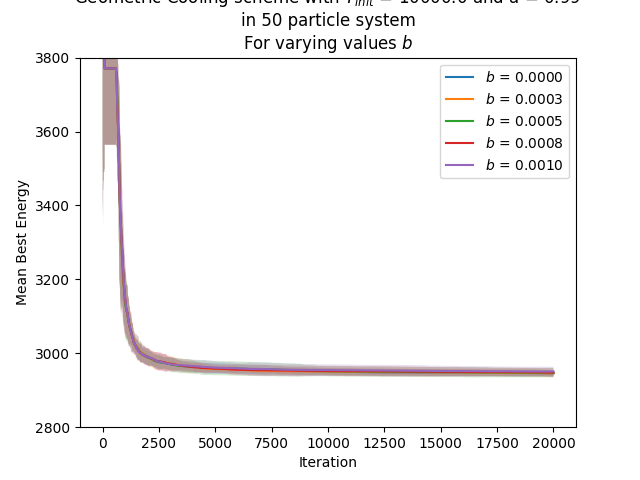 Geometric Cooling scheme with T_init = 10000.0 and a = 0.99
in 50 particle system
For varying values b
3800
3600
3400
3200
3000
2800
Mean Best Energy
b = 0.0000
b = 0.0003
b = 0.0005
b = 0.0008
b = 0.0010
0 2500 5000 7500 10000 12500 15000 17500 20000
Iteration